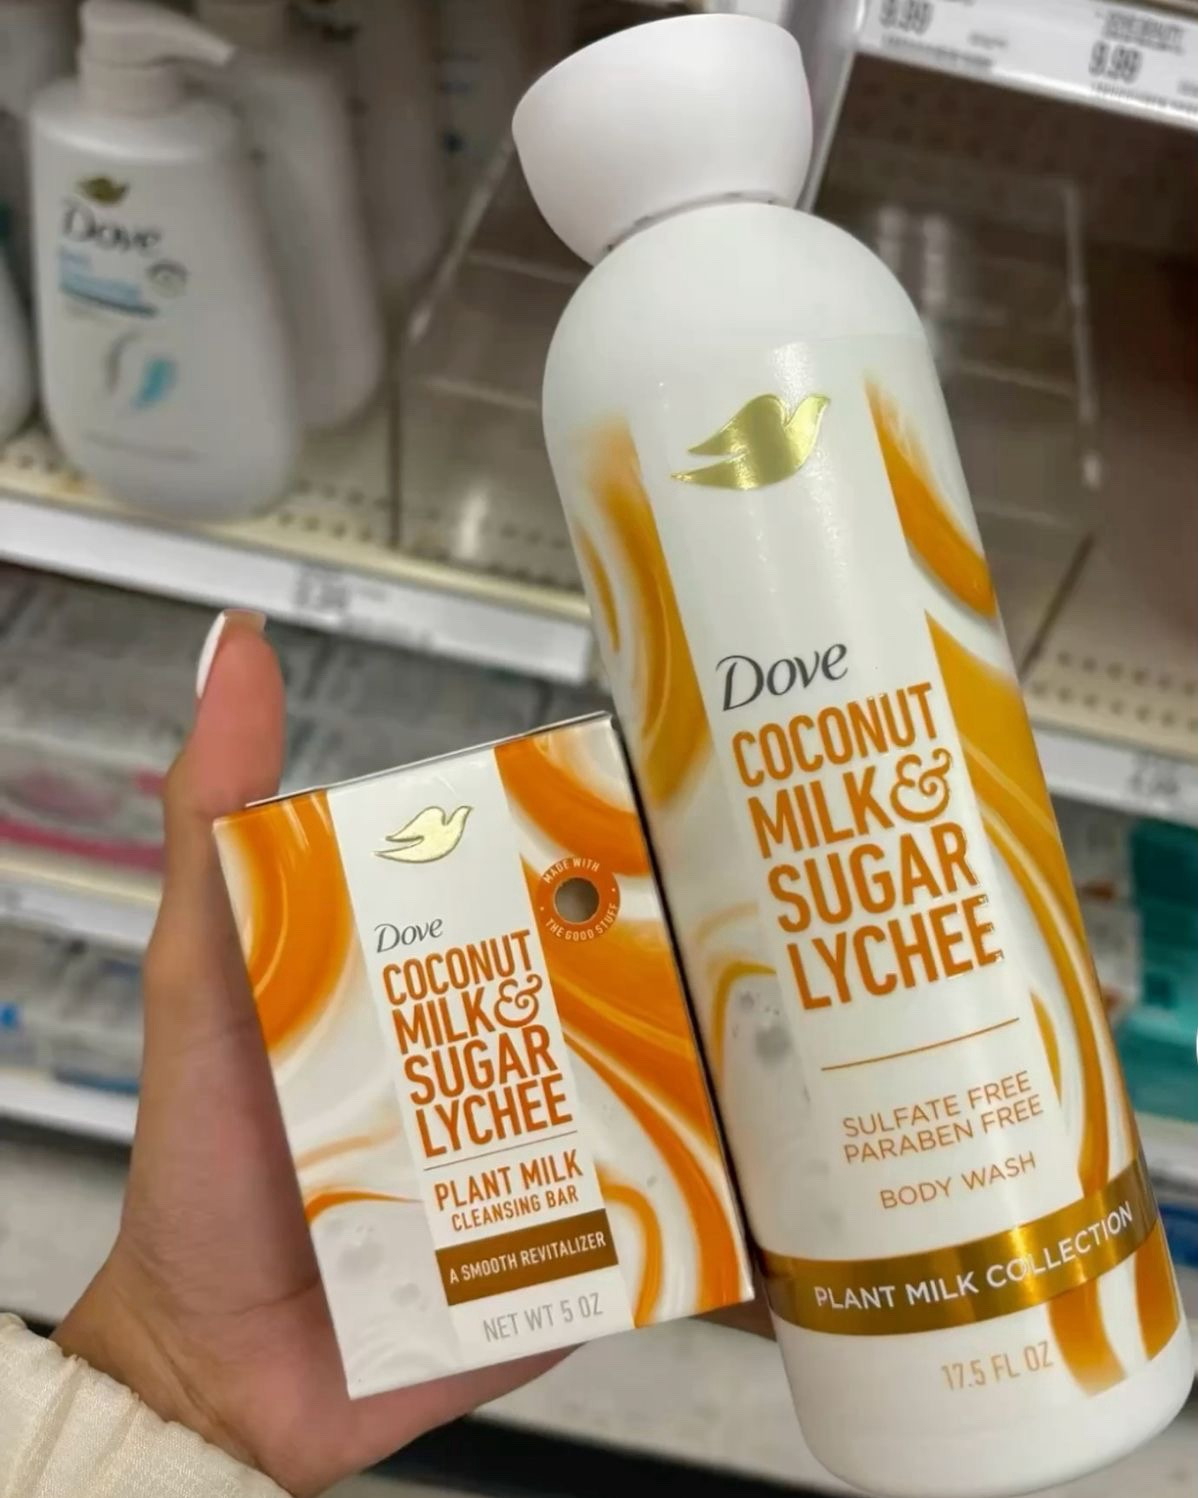 9.99
9.99
Dove
Dove
COCONUT
MILK &
SUGAR
LYCHEE
SULFATE FREE
PARABEN FREE
BODY WASH
PLANT MILK COLLECTION
17.5 FL OZ
MADE WITH
THE GOOD STUFF
Dove
COCONUT
MILK &
SUGAR
LYCHEE
PLANT MILK
CLEANSING BAR
A SMOOTH REVITALIZER
NET WT 5 OZ